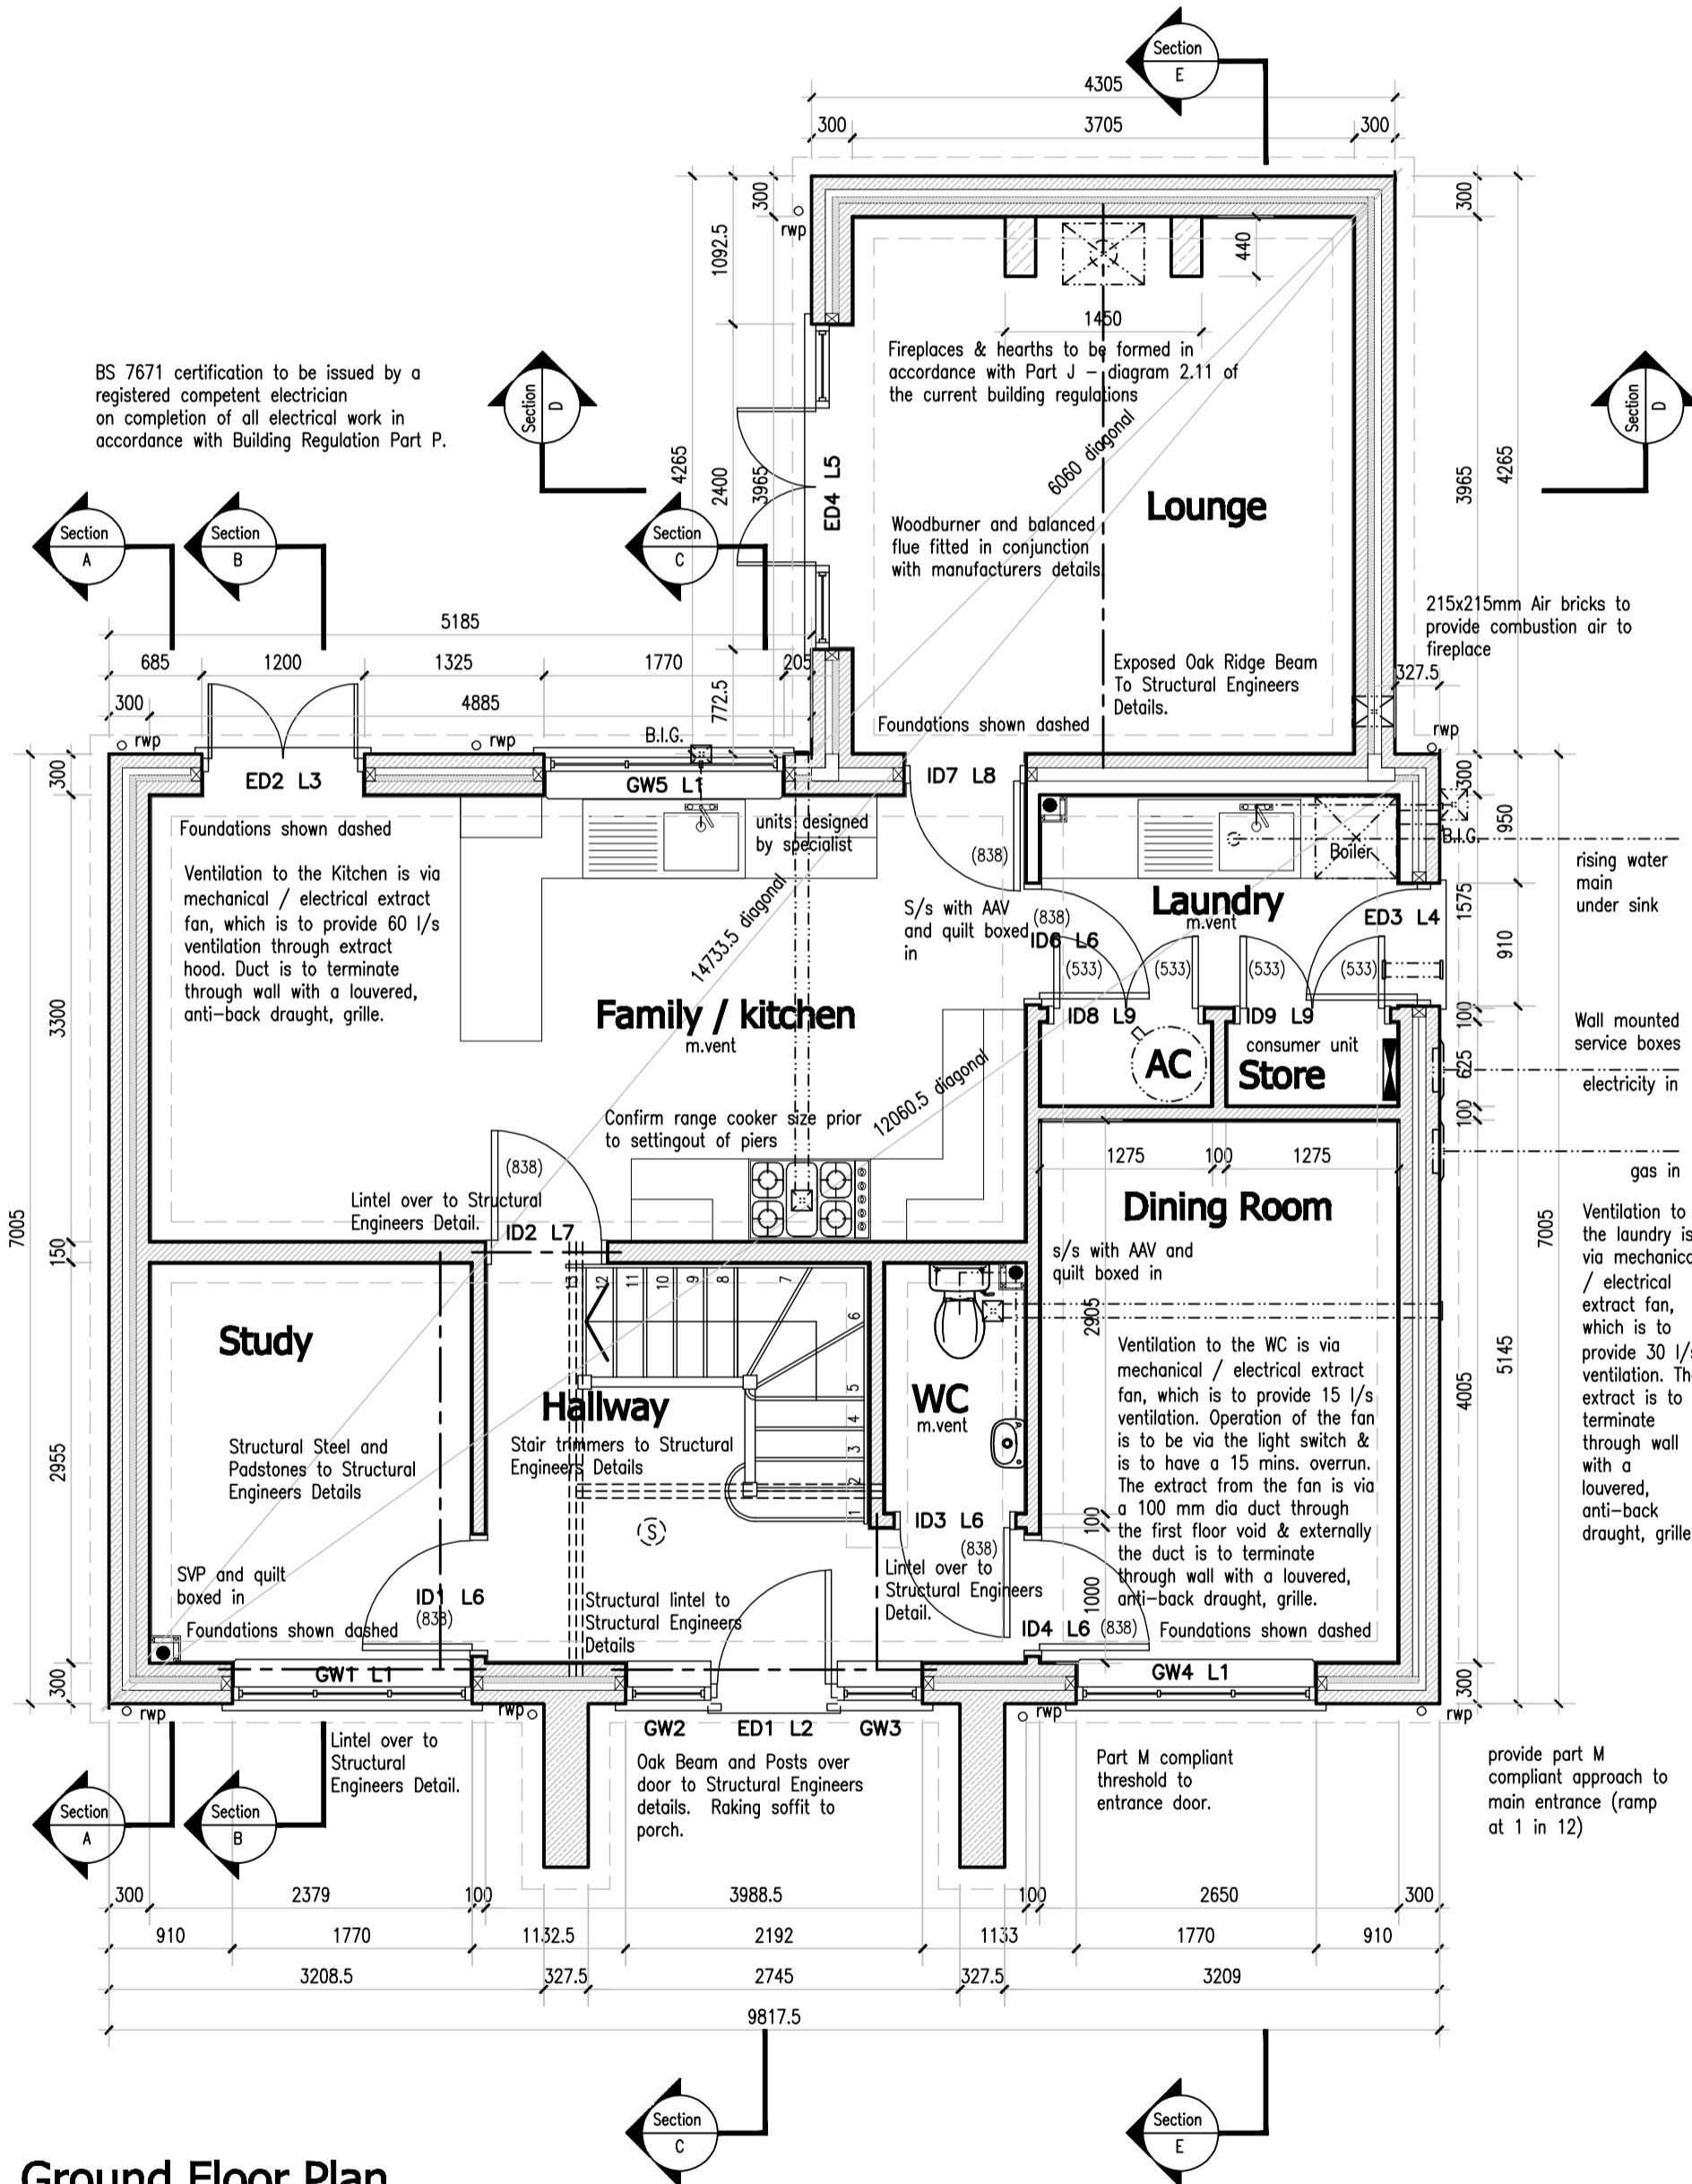 Section
E
4305
300
3705
300
300
rwp
1092.5
440
300
1450
Fireplaces & hearths to be formed in
accordance with Part J – diagram 2.11 of
the current building regulations
BS 7671 certification to be issued by a
registered competent electrician
on completion of all electrical work in
accordance with Building Regulation Part P.
Section
D
Section
D
6060 diagonal
4265
2400
3965
ED4 L5
Lounge
3965
4265
Woodburner and balanced
flue fitted in conjunction
with manufacturers details
Section
A
Section
B
Section
C
215x215mm Air bricks to
provide combustion air to
fireplace
5185
685
1200
1325
1770
205
772.5
Exposed Oak Ridge Beam
To Structural Engineers
Details.
327.5
300
4885
Foundations shown dashed
rwp
rwp
B.I.G.
rwp
300
ED2 L3
GW5 L1
ID7 L8
300
950
Foundations shown dashed
units designed
by specialist
(838)
Boiler
B.I.G.
rising water
main
under sink
Ventilation to the Kitchen is via
mechanical / electrical extract
fan, which is to provide 60 l/s
ventilation through extract
hood. Duct is to terminate
through wall with a louvered,
anti-back draught, grille.
14733.5 diagonal
S/s with AAV
and quilt boxed
in
(838)
ID6 L6
Laundry
m.vent
ED3 L4
1575
910
(533)
(533)
(533)
(533)
3300
Family / kitchen
m.vent
ID8 L9
ID9 L9
100
Wall mounted
service boxes
consumer unit
AC
Store
625
electricity in
12060.5 diagonal
100
Confirm range cooker size prior
to settingout of piers
1275
100
1275
gas in
(838)
Lintel over to Structural
Engineers Detail.
ID2 L7
Dining Room
7005
150
7005
Ventilation to
the laundry is
via mechanic
/ electrical
extract fan,
which is to
provide 30 l/s
ventilation. Th
extract is to
terminate
through wall
with a
louvered,
anti-back
draught, grille
s/s with AAV and
quilt boxed in
13
12
11
10
9
8
7
6
5
4
3
2
1
2905
Study
Hallway
WC
m.vent
5145
4005
Ventilation to the WC is via
mechanical / electrical extract
fan, which is to provide 15 l/s
ventilation. Operation of the fan
is to be via the light switch &
is to have a 15 mins. overrun.
The extract from the fan is via
a 100 mm dia duct through
the first floor void & externally
the duct is to terminate
through wall with a louvered,
anti-back draught, grille.
2955
Structural Steel and
Padstones to Structural
Engineers Details
Stair trimmers to Structural
Engineers Details
S
ID3 L6
(838)
100
1000
SVP and quilt
boxed in
ID1 L6
(838)
Structural lintel to
Structural Engineers
Details
Lintel over to
Structural Engineers
Detail.
Foundations shown dashed
ID4 L6
(838)
Foundations shown dashed
300
GW1 L1
GW4 L1
300
rwp
rwp
GW2
ED1 L2
GW3
rwp
rwp
Lintel over to
Structural
Engineers Detail.
Oak Beam and Posts over
door to Structural Engineers
details. Raking soffit to
porch.
Part M compliant
threshold to
entrance door.
provide part M
compliant approach to
main entrance (ramp
at 1 in 12)
Section
A
Section
B
300
2379
100
3988.5
100
2650
300
910
1770
1132.5
2192
1133
1770
910
3208.5
327.5
2745
327.5
3209
9817.5
Section
C
Section
E
Ground Floor Plan